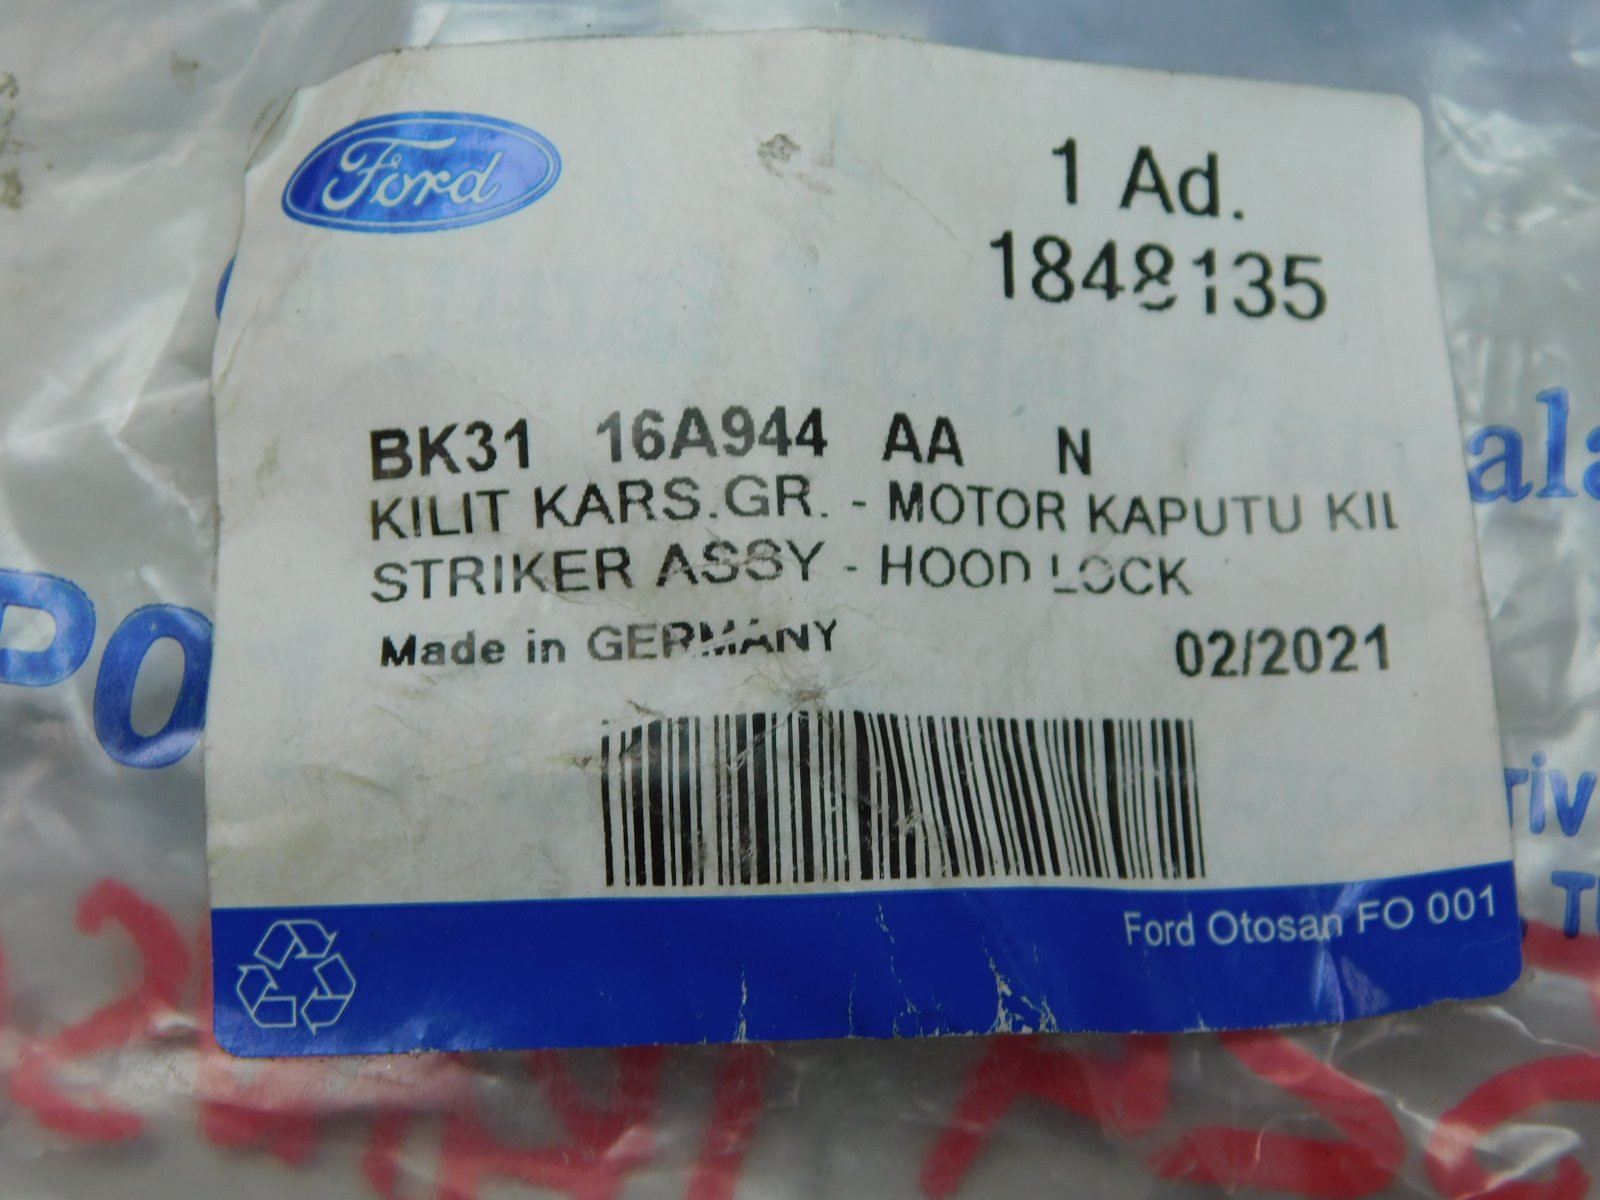 Ford
1 Ad.
1848135
BK31 16A944 AA N
KILIT KARS.GR. - MOTOR KAPUTU KIL
STRIKER ASSY - HOOD LOCK
Made in GERMANY 02/2021
Ford Otosan FO 001